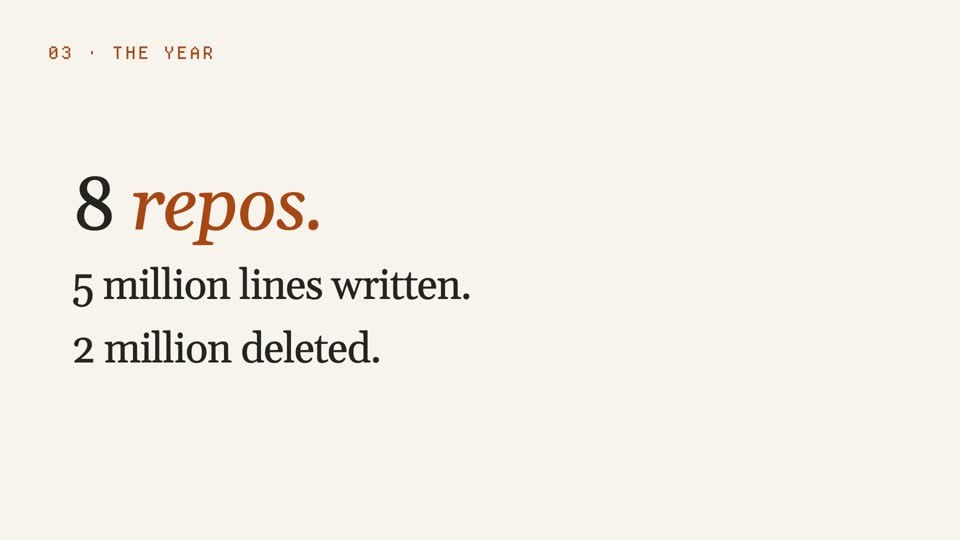 03 · THE YEAR
8 repos.
5 million lines written.
2 million deleted.